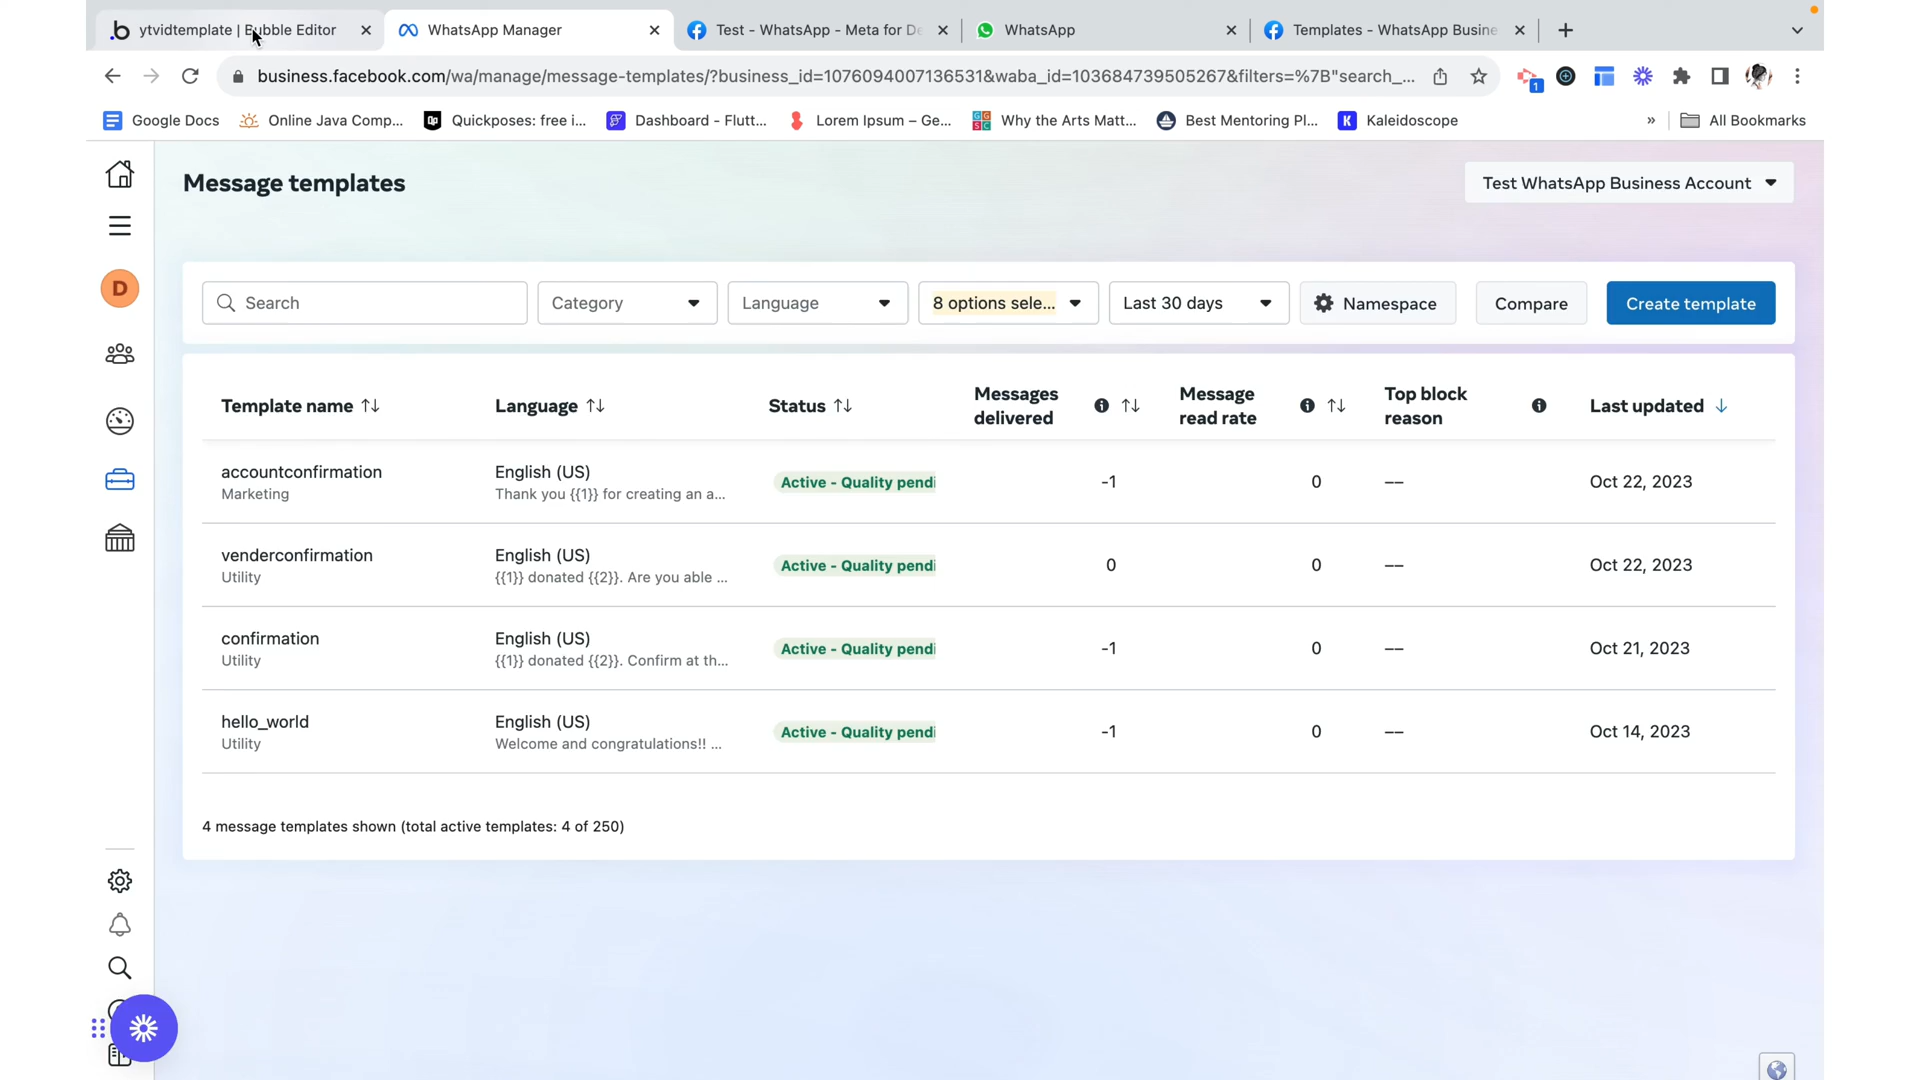 ytvidtemplate | Bubble Editor
WhatsApp Manager
Test - WhatsApp - Meta for De
WhatsApp
Templates - WhatsApp Busine
business.facebook.com/wa/manage/message-templates/?business_id=1076094007136531&waba_id=103684739505267&filters=%7B"search_...
1
Google Docs
Online Java Comp...
Quickposes: free i...
Dashboard - Flutt...
Lorem Ipsum – Ge...
Why the Arts Matt...
Best Mentoring Pl...
Kaleidoscope
»
All Bookmarks
Message templates
Test WhatsApp Business Account
D
Search
Category
Language
8 options sele...
Last 30 days
Namespace
Compare
Create template
Template name
Language
Status
Messages delivered
Message read rate
Top block reason
Last updated
accountconfirmation
Marketing
English (US)
Thank you {{1}} for creating an a...
Active - Quality pendi
-1
0
––
Oct 22, 2023
venderconfirmation
Utility
English (US)
{{1}} donated {{2}}. Are you able ...
Active - Quality pendi
0
0
––
Oct 22, 2023
confirmation
Utility
English (US)
{{1}} donated {{2}}. Confirm at th...
Active - Quality pendi
-1
0
––
Oct 21, 2023
hello_world
Utility
English (US)
Welcome and congratulations!! ...
Active - Quality pendi
-1
0
––
Oct 14, 2023
4 message templates shown (total active templates: 4 of 250)